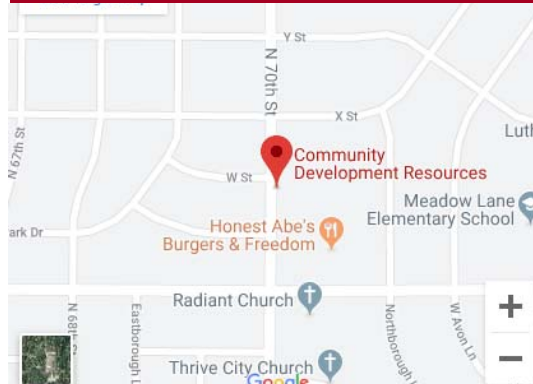 Y St
N 70th St
X St
N 67th St
Community
Development Resources
W St
Meadow Lane
Elementary School
Honest Abe's
Burgers & Freedom
ark Dr
Radiant Church
N 68th St
Eastborough L
Northborough
W Avon Ln
Thrive City Church
Google
+
−